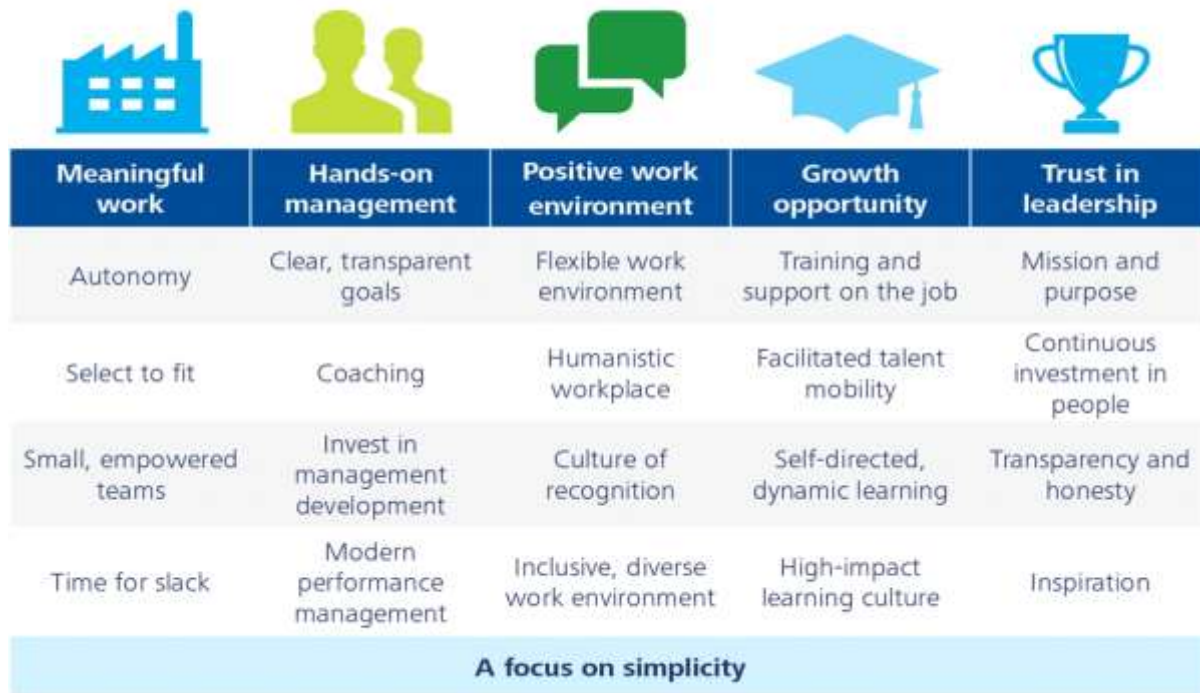 Meaningful
work
Hands-on
management
Positive work
environment
Growth
opportunity
Trust in
leadership
Autonomy
Clear, transparent
goals
Flexible work
environment
Training and
support on the job
Mission and
purpose
Select to fit
Coaching
Humanistic
workplace
Facilitated talent
mobility
Continuous
investment in
people
Small, empowered
teams
Invest in
management
development
Culture of
recognition
Self-directed,
dynamic learning
Transparency and
honesty
Time for slack
Modern
performance
management
Inclusive, diverse
work environment
High-impact
learning culture
Inspiration
A focus on simplicity